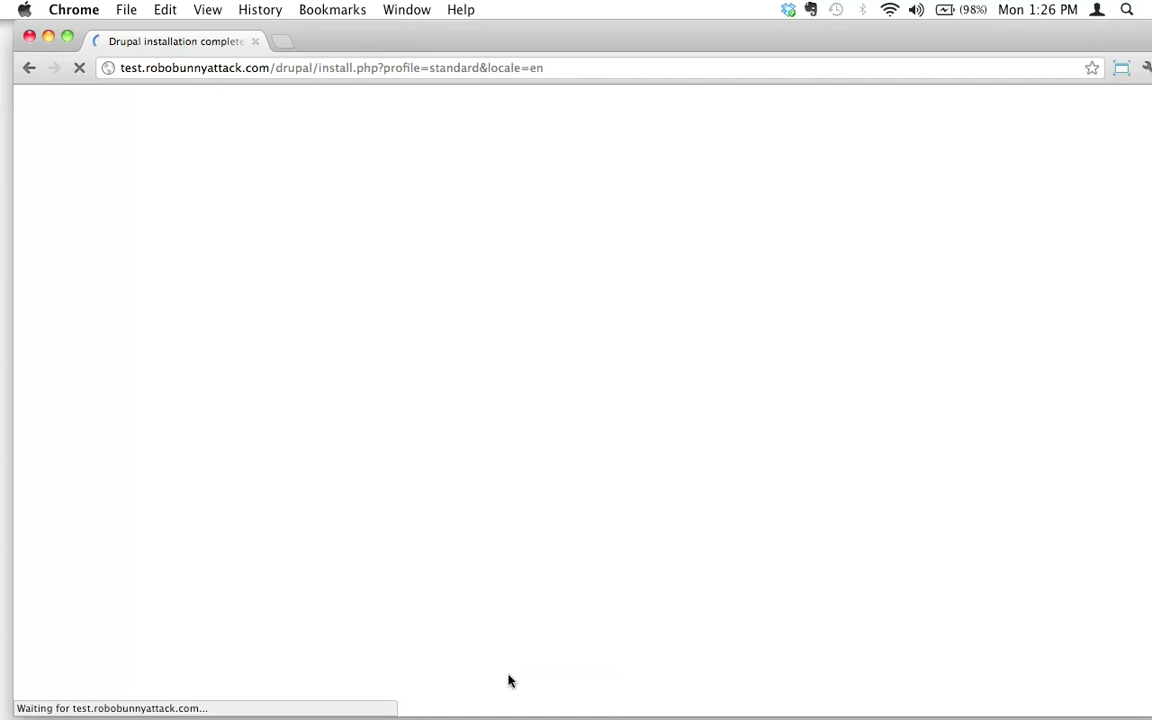 Chrome File Edit View History Bookmarks Window Help (98%) Mon 1:26 PM
Drupal installation complete
test.robobunnyattack.com/drupal/install.php?profile=standard&locale=en
Waiting for test.robobunnyattack.com...